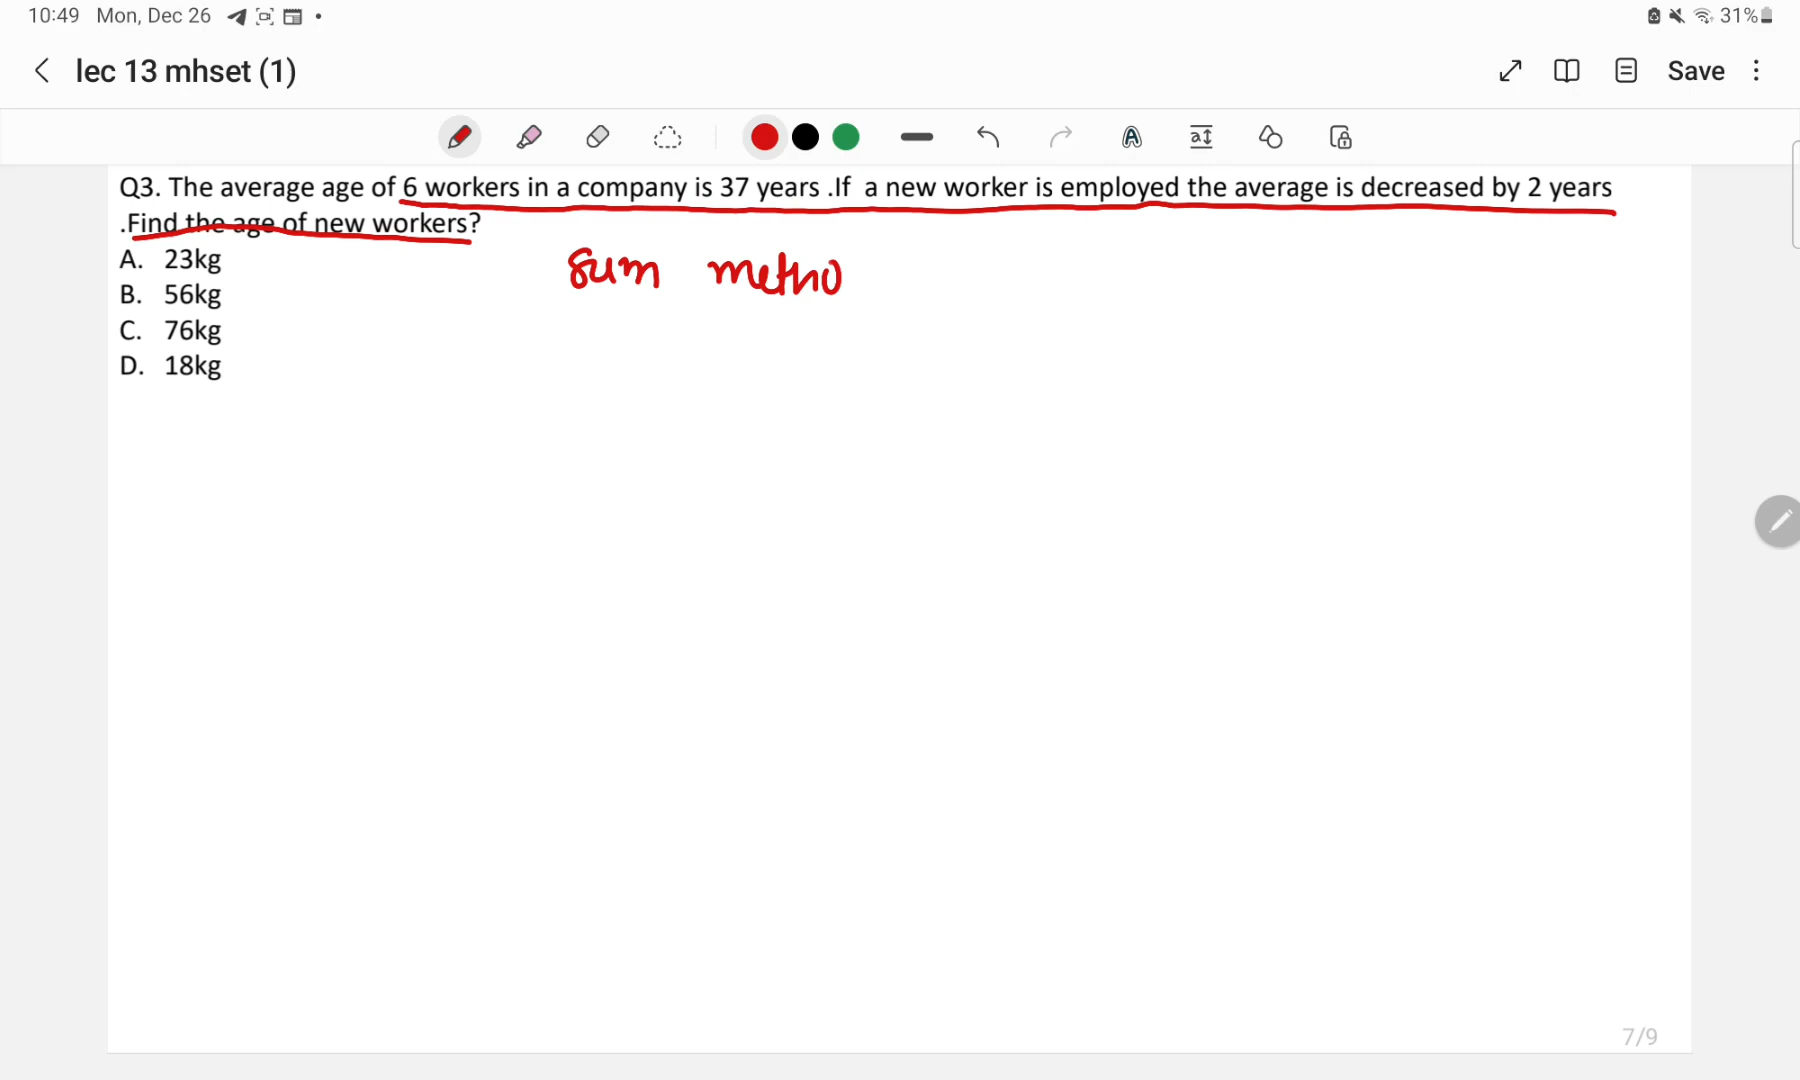 10:49 Mon, Dec 26 31%
lec 13 mhset (1) Save
Q3. The average age of 6 workers in a company is 37 years .If a new worker is employed the average is decreased by 2 years
.Find the age of new workers?
A. 23kg
B. 56kg
C. 76kg
D. 18kg
sum metho
7/9